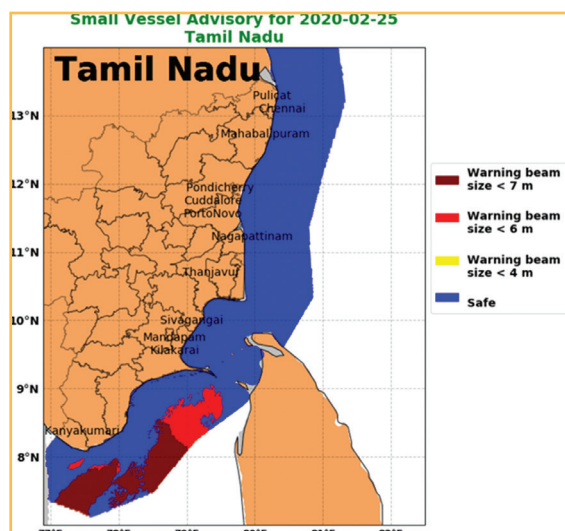 Small Vessel Advisory for 2020-02-25
Tamil Nadu
Tamil Nadu
Pulicat
Chennai
13°N
Mahabalipuram
12°N
Pondicherry
Cuddalore
PortoNovo
Nagapattinam
11°N
Thanjavur
10°N
Sivagangai
Mandapam
Kilakarai
9°N
Kanyakumari
8°N
Warning beam
size < 7 m
Warning beam
size < 6 m
Warning beam
size < 4 m
Safe